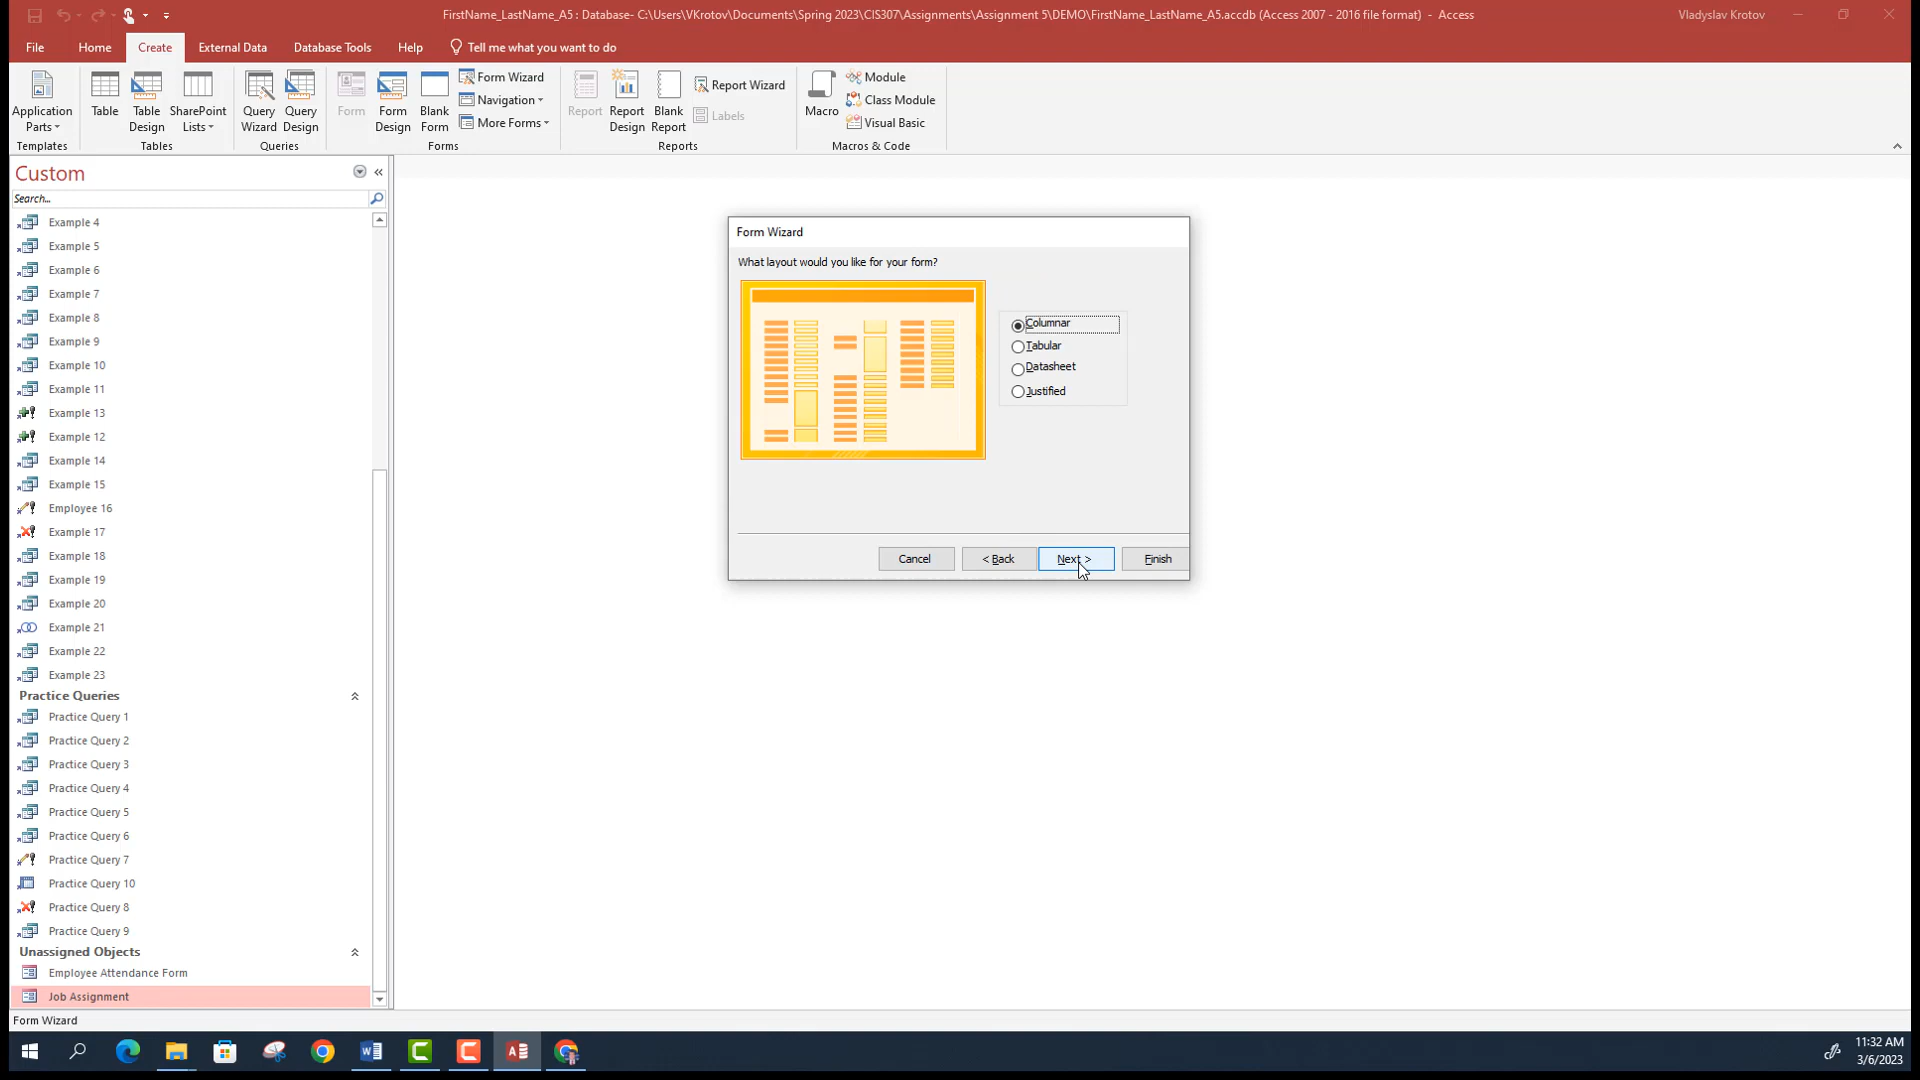 FirstName_LastName_A5 : Database- C:\Users\VKrotov\Documents\Spring 2023\CIS307\Assignments\Assignment 5\DEMO\FirstName_LastName_A5.accdb (Access 2007 - 2016 file format) - Access
Vladyslav Krotov
File Home Create External Data Database Tools Help Tell me what you want to do
Application Parts
Table
Table Design
SharePoint Lists
Query Wizard
Query Design
Form
Form Design
Blank Form
Form Wizard
Navigation
More Forms
Report
Report Design
Blank Report
Report Wizard
Labels
Macro
Module
Class Module
Visual Basic
Templates Tables Queries Forms Reports Macros & Code
Custom
Search...
Example 4
Example 5
Example 6
Example 7
Example 8
Example 9
Example 10
Example 11
Example 13
Example 12
Example 14
Example 15
Employee 16
Example 17
Example 18
Example 19
Example 20
Example 21
Example 22
Example 23
Practice Queries
Practice Query 1
Practice Query 2
Practice Query 3
Practice Query 4
Practice Query 5
Practice Query 6
Practice Query 7
Practice Query 10
Practice Query 8
Practice Query 9
Unassigned Objects
Employee Attendance Form
Job Assignment
Form Wizard
What layout would you like for your form?
Columnar
Tabular
Datasheet
Justified
Cancel < Back Next > Finish
Form Wizard
11:32 AM
3/6/2023